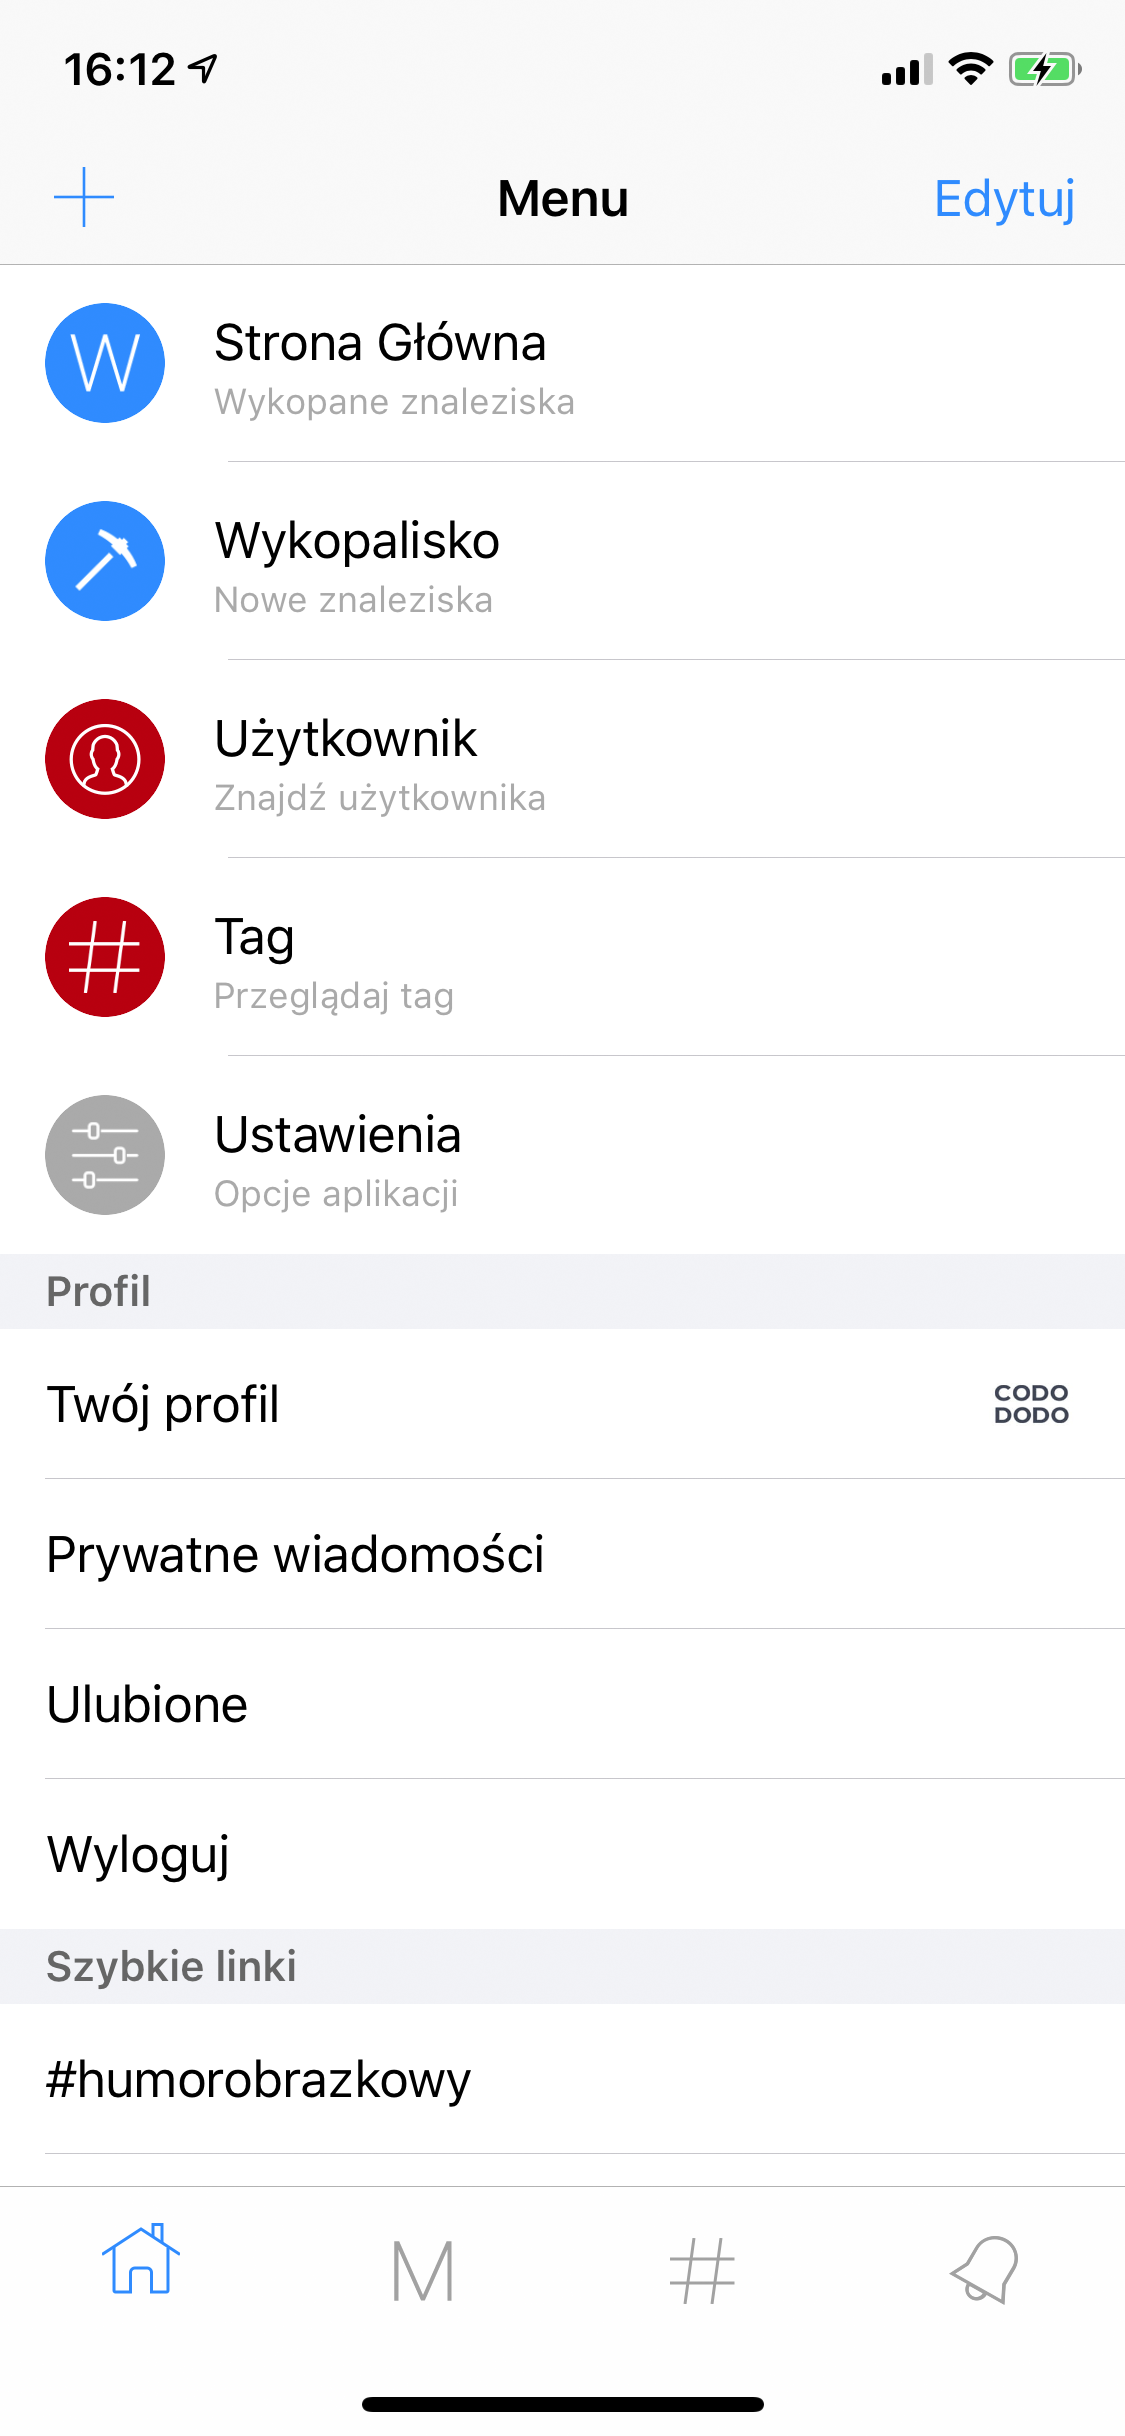 16:12
Menu
Edytuj
W
Strona Główna
Wykopane znaleziska
Wykopalisko
Nowe znaleziska
Użytkownik
Znajdź użytkownika
#
Tag
Przeglądaj tag
Ustawienia
Opcje aplikacji
Profil
Twój profil
CODO
DODO
Prywatne wiadomości
Ulubione
Wyloguj
Szybkie linki
#humorobrazkowy
M
#